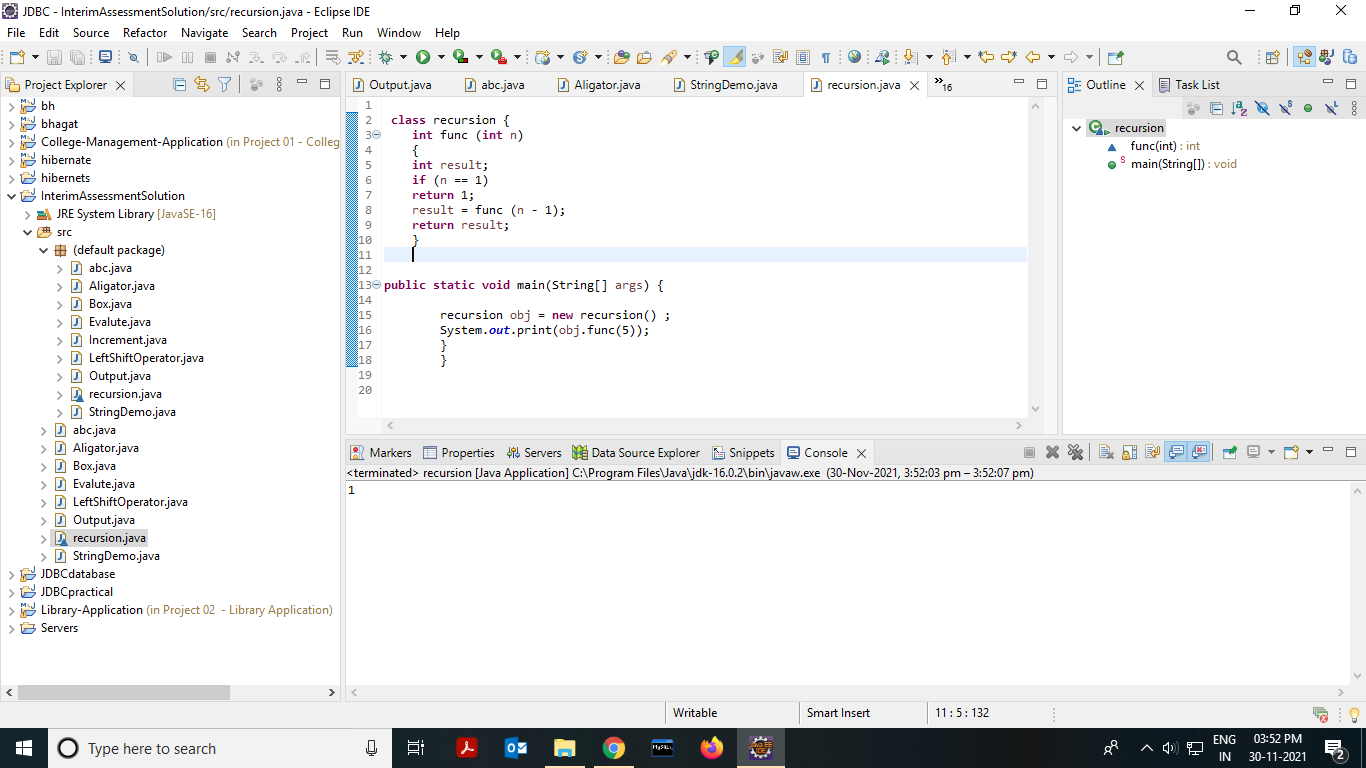 JDBC - InterimAssessmentSolution/src/recursion.java - Eclipse IDE
File Edit Source Refactor Navigate Search Project Run Window Help
Project Explorer
bh
bhagat
College-Management-Application (in Project 01 - Colleg
hibernate
hibernets
InterimAssessmentSolution
JRE System Library [JavaSE-16]
src
(default package)
abc.java
Aligator.java
Box.java
Evalute.java
Increment.java
LeftShiftOperator.java
Output.java
recursion.java
StringDemo.java
abc.java
Aligator.java
Box.java
Evalute.java
LeftShiftOperator.java
Output.java
recursion.java
StringDemo.java
JDBCdatabase
JDBCpractical
Library-Application (in Project 02 - Library Application)
Servers
Output.java abc.java Aligator.java StringDemo.java recursion.java »16
1
2 class recursion {
3 int func (int n)
4 {
5 int result;
6 if (n == 1)
7 return 1;
8 result = func (n - 1);
9 return result;
10 }
11
12
13 public static void main(String[] args) {
14
15 recursion obj = new recursion() ;
16 System.out.print(obj.func(5));
17 }
18 }
19
20
Outline Task List
recursion
func(int) : int
main(String[]) : void
Markers Properties Servers Data Source Explorer Snippets Console
<terminated> recursion [Java Application] C:\Program Files\Java\jdk-16.0.2\bin\javaw.exe (30-Nov-2021, 3:52:03 pm – 3:52:07 pm)
1
Writable Smart Insert 11 : 5 : 132
Type here to search
ENG
IN
03:52 PM
30-11-2021
2